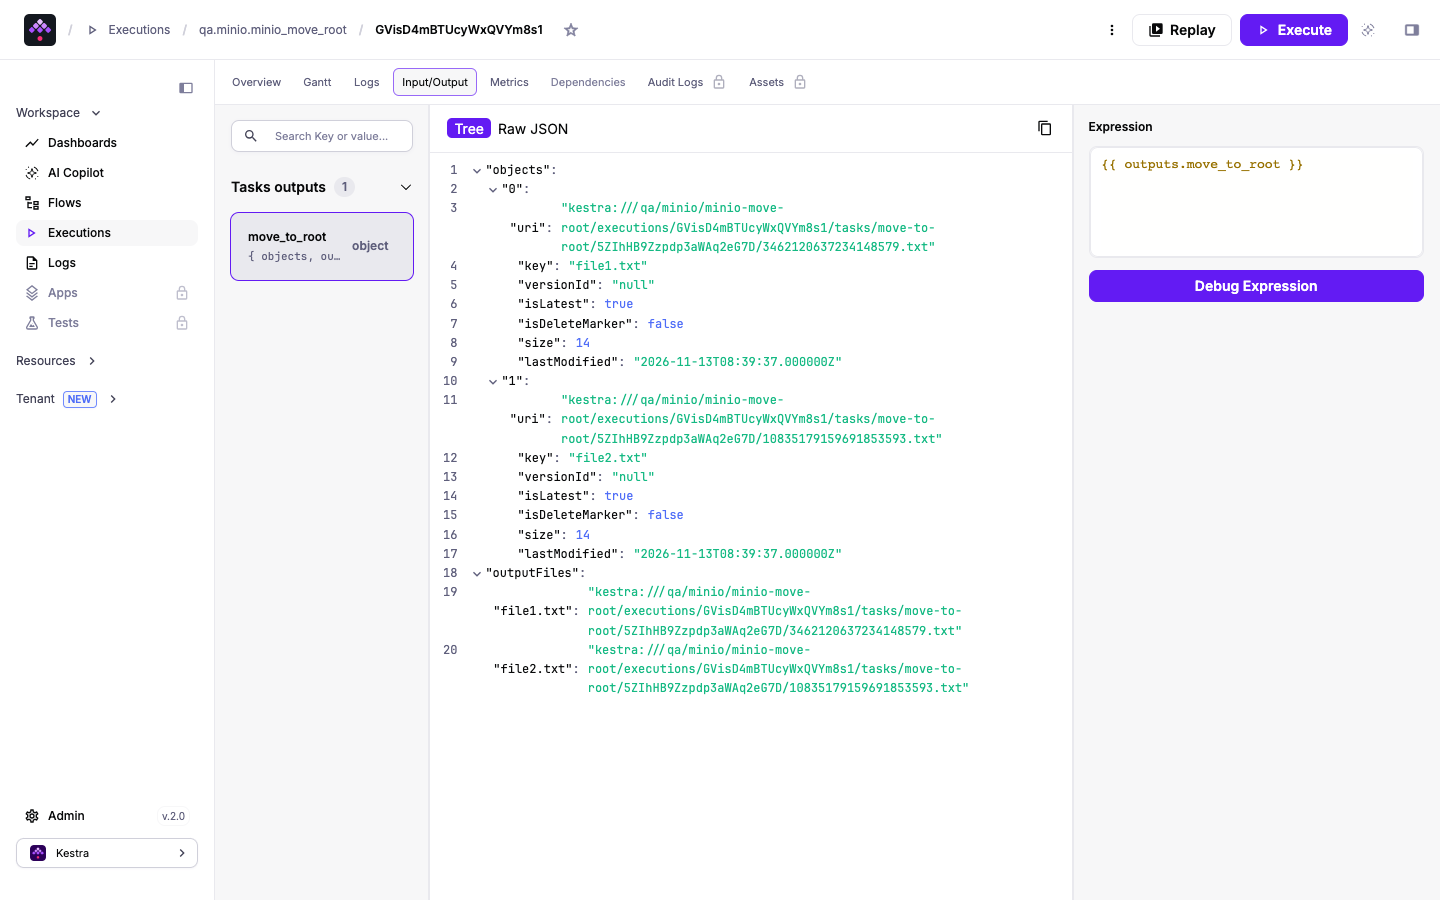 / Executions / qa.minio.minio_move_root / GVisD4mBTUcyWxQVYm8s1
Replay
Execute
Workspace
Dashboards
AI Copilot
Flows
Executions
Logs
Apps
Tests
Resources
Tenant NEW
Admin v.2.0
Kestra
Overview Gantt Logs Input/Output Metrics Dependencies Audit Logs Assets
Search Key or value...
Tasks outputs 1
move_to_root
{ objects, ou…
object
Tree Raw JSON
1 "objects":
2 "0":
3 "uri": "kestra:///qa/minio/minio-move-
root/executions/GVisD4mBTUcyWxQVYm8s1/tasks/move-to-
root/5ZIhHB9Zzpdp3aWAq2eG7D/3462120637234148579.txt"
4 "key": "file1.txt"
5 "versionId": "null"
6 "isLatest": true
7 "isDeleteMarker": false
8 "size": 14
9 "lastModified": "2026-11-13T08:39:37.000000Z"
10 "1":
11 "uri": "kestra:///qa/minio/minio-move-
root/executions/GVisD4mBTUcyWxQVYm8s1/tasks/move-to-
root/5ZIhHB9Zzpdp3aWAq2eG7D/10835179159691853593.txt"
12 "key": "file2.txt"
13 "versionId": "null"
14 "isLatest": true
15 "isDeleteMarker": false
16 "size": 14
17 "lastModified": "2026-11-13T08:39:37.000000Z"
18 "outputFiles":
19 "file1.txt": "kestra:///qa/minio/minio-move-
root/executions/GVisD4mBTUcyWxQVYm8s1/tasks/move-to-
root/5ZIhHB9Zzpdp3aWAq2eG7D/3462120637234148579.txt"
20 "file2.txt": "kestra:///qa/minio/minio-move-
root/executions/GVisD4mBTUcyWxQVYm8s1/tasks/move-to-
root/5ZIhHB9Zzpdp3aWAq2eG7D/10835179159691853593.txt"
Expression
{{ outputs.move_to_root }}
Debug Expression